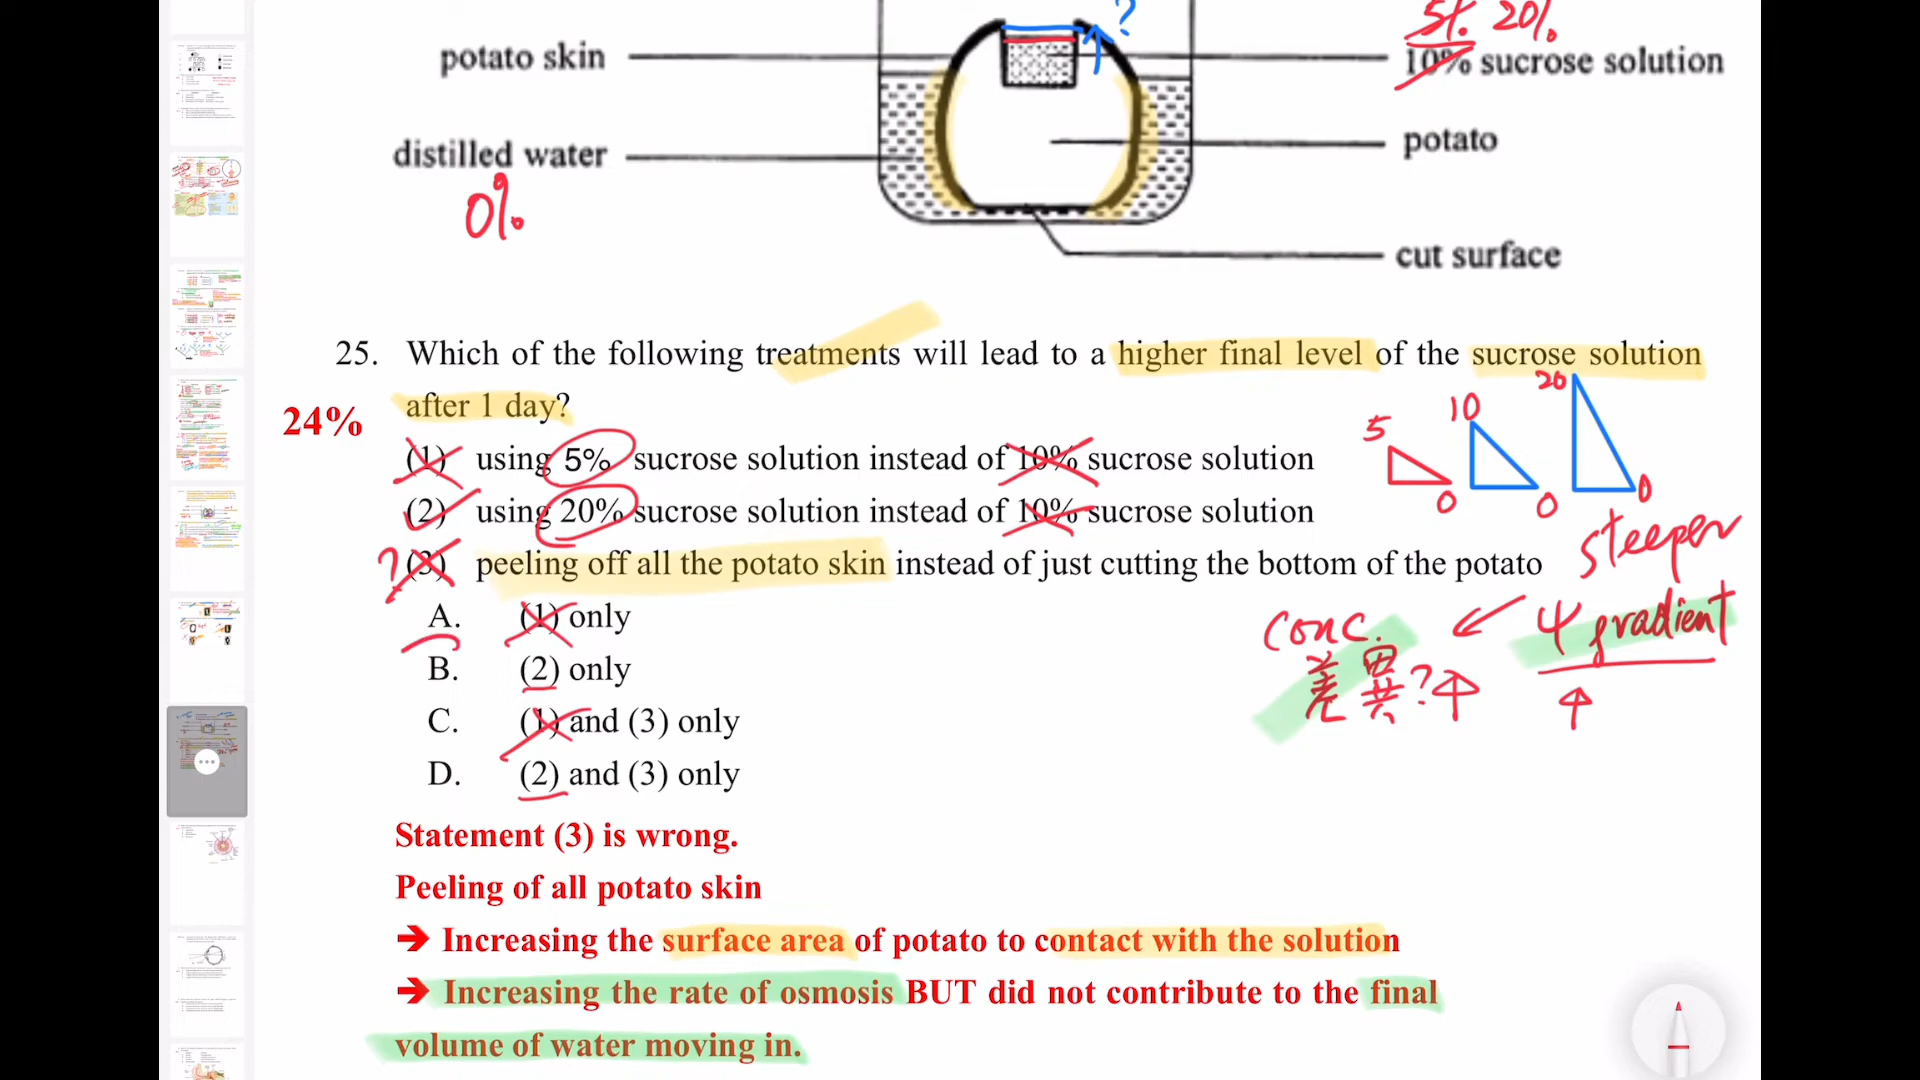 ?
5%. 20%
potato skin
10% sucrose solution
potato
distilled water
0%
cut surface
25. Which of the following treatments will lead to a higher final level of the sucrose solution
after 1 day?
24%
(1) using 5% sucrose solution instead of 10% sucrose solution
(2) using 20% sucrose solution instead of 10% sucrose solution
? (3) peeling off all the potato skin instead of just cutting the bottom of the potato
5
0
10
0
20
0
steeper
ψ gradient
conc.
差異?
A. (1) only
B. (2) only
C. (1) and (3) only
D. (2) and (3) only
Statement (3) is wrong.
Peeling of all potato skin
➔ Increasing the surface area of potato to contact with the solution
➔ Increasing the rate of osmosis BUT did not contribute to the final
volume of water moving in.